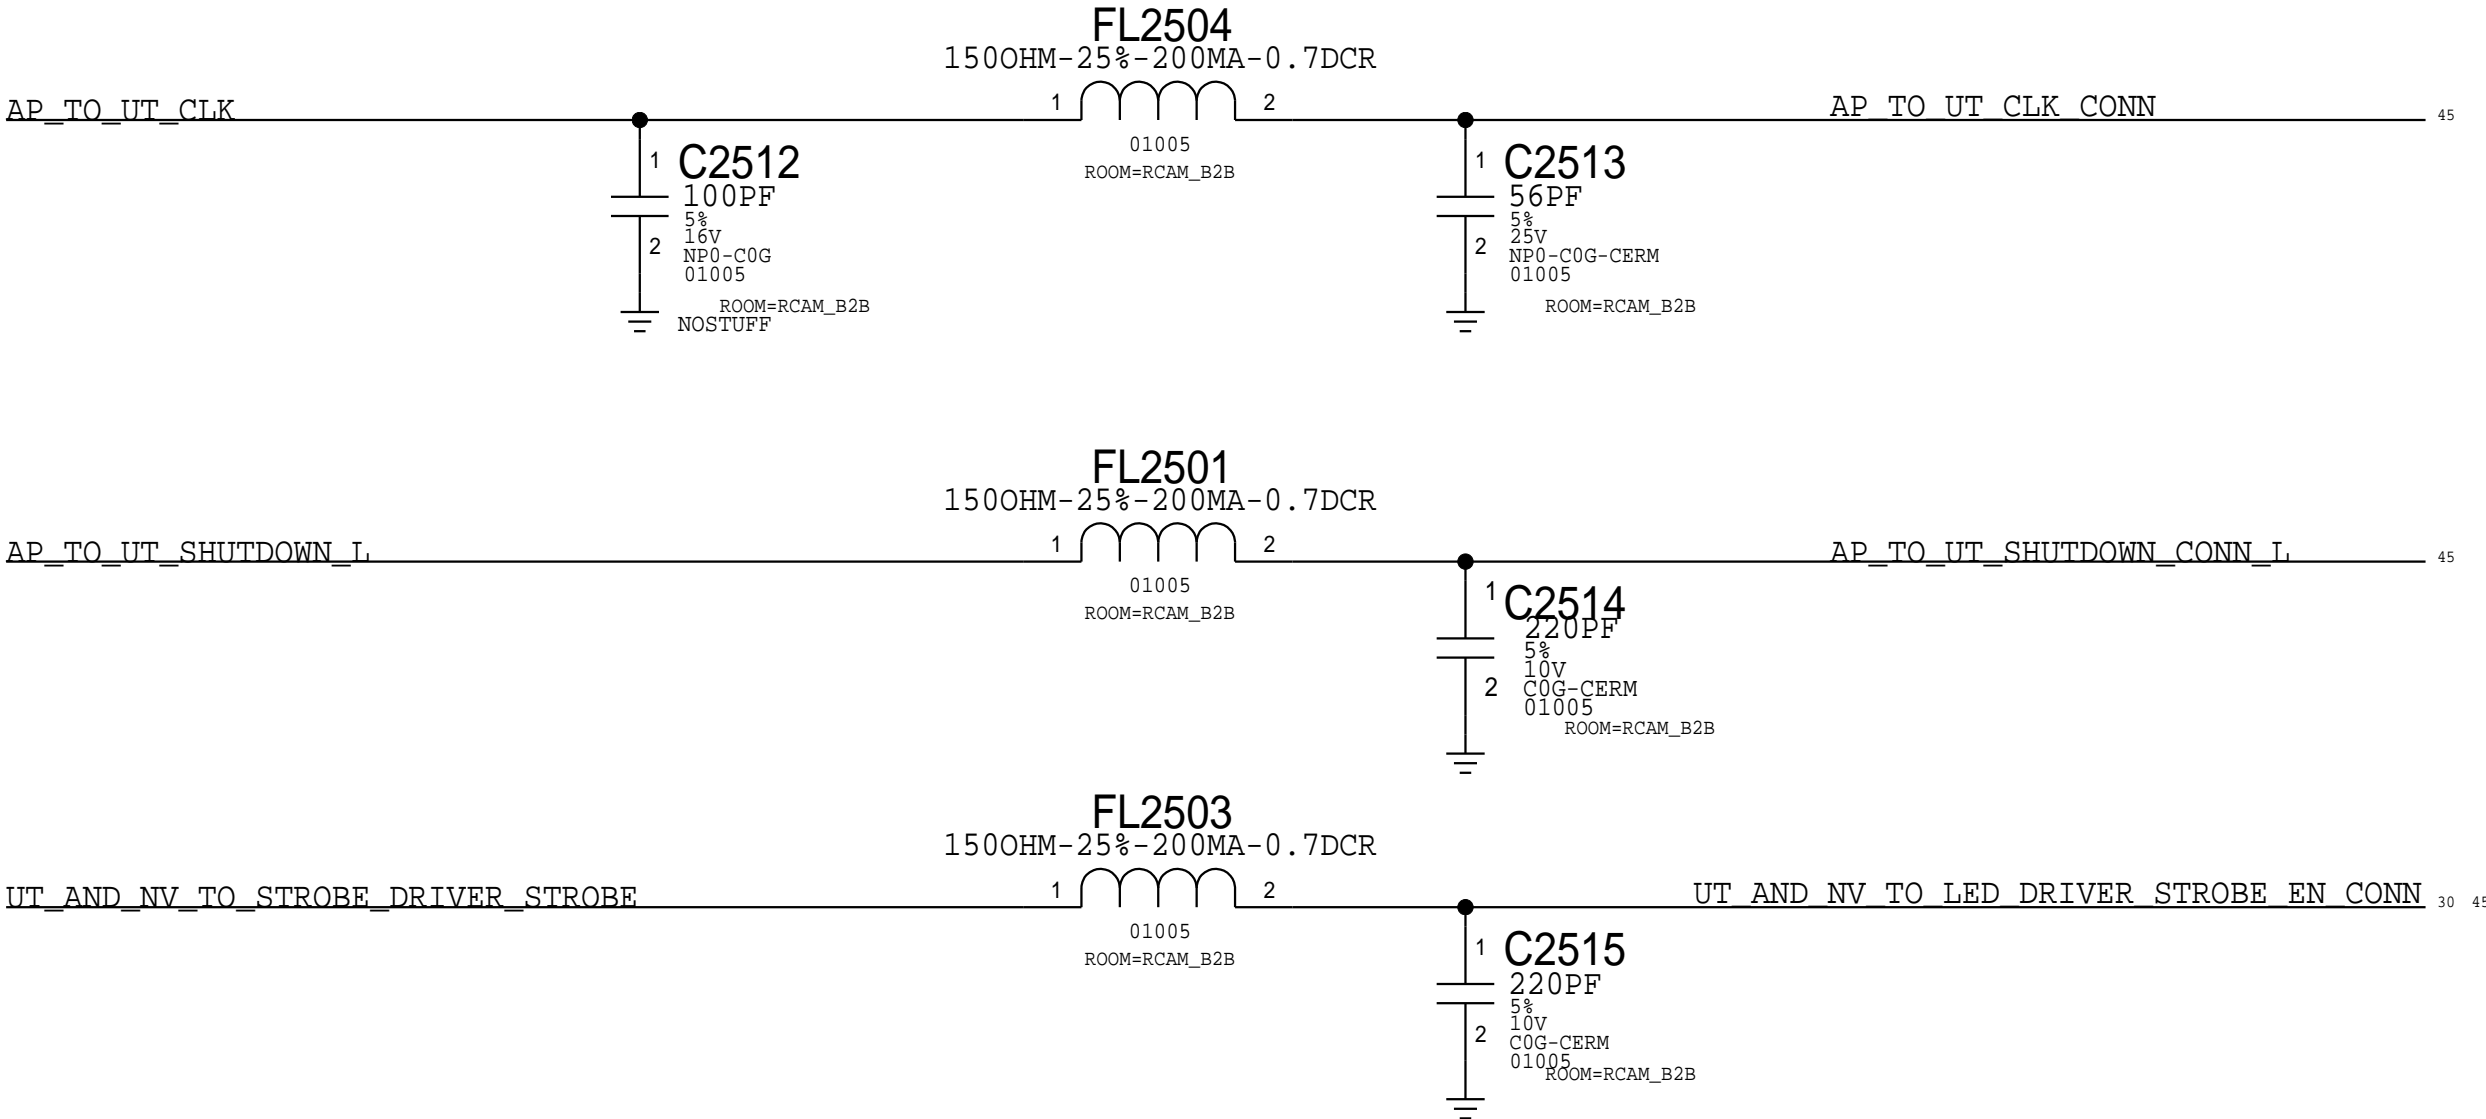 FL2504
150OHM-25%-200MA-0.7DCR
AP_TO_UT_CLK
1
2
AP_TO_UT_CLK_CONN
45
01005
ROOM=RCAM_B2B
1
C2512
100PF
5%
16V
2
NP0-C0G
01005
ROOM=RCAM_B2B
NOSTUFF
1
C2513
56PF
5%
25V
2
NP0-C0G-CERM
01005
ROOM=RCAM_B2B
FL2501
150OHM-25%-200MA-0.7DCR
AP_TO_UT_SHUTDOWN_L
1
2
AP_TO_UT_SHUTDOWN_CONN_L
45
01005
ROOM=RCAM_B2B
1
C2514
220PF
5%
10V
2
C0G-CERM
01005
ROOM=RCAM_B2B
FL2503
150OHM-25%-200MA-0.7DCR
UT_AND_NV_TO_STROBE_DRIVER_STROBE
1
2
UT_AND_NV_TO_LED_DRIVER_STROBE_EN_CONN
30 45
01005
ROOM=RCAM_B2B
1
C2515
220PF
5%
10V
2
C0G-CERM
01005
ROOM=RCAM_B2B